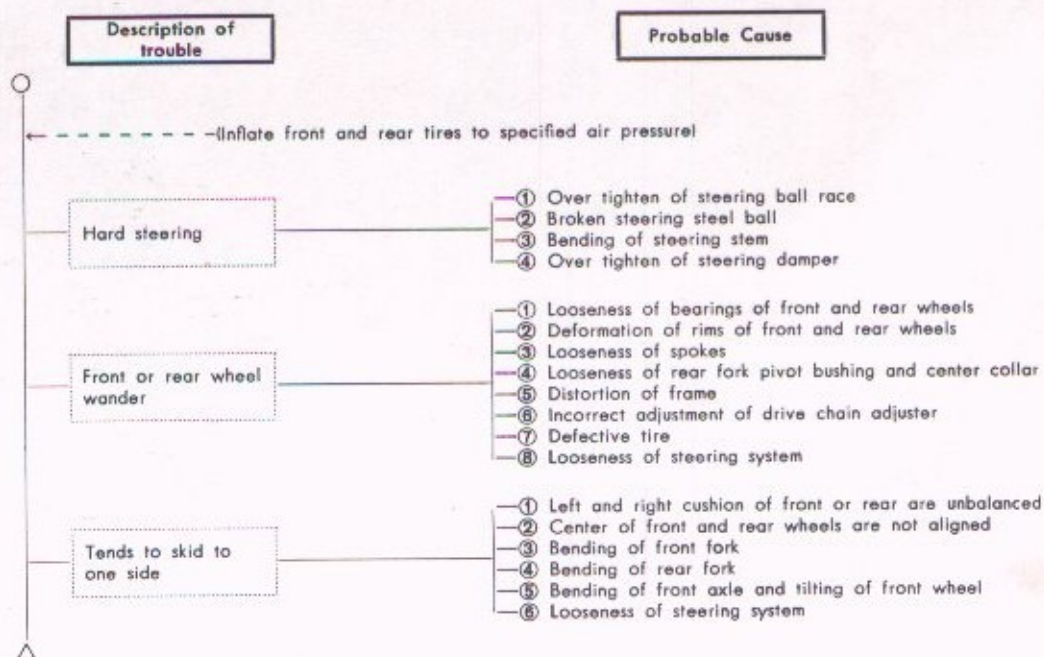 Description of
trouble
Probable Cause
(Inflate front and rear tires to specified air pressure)
Hard steering
① Over tighten of steering ball race
② Broken steering steel ball
③ Bending of steering stem
④ Over tighten of steering damper
Front or rear wheel
wander
① Looseness of bearings of front and rear wheels
② Deformation of rims of front and rear wheels
③ Looseness of spokes
④ Looseness of rear fork pivot bushing and center collar
⑤ Distortion of frame
⑥ Incorrect adjustment of drive chain adjuster
⑦ Defective tire
⑧ Looseness of steering system
Tends to skid to
one side
① Left and right cushion of front or rear are unbalanced
② Center of front and rear wheels are not aligned
③ Bending of front fork
④ Bending of rear fork
⑤ Bending of front axle and tilting of front wheel
⑥ Looseness of steering system